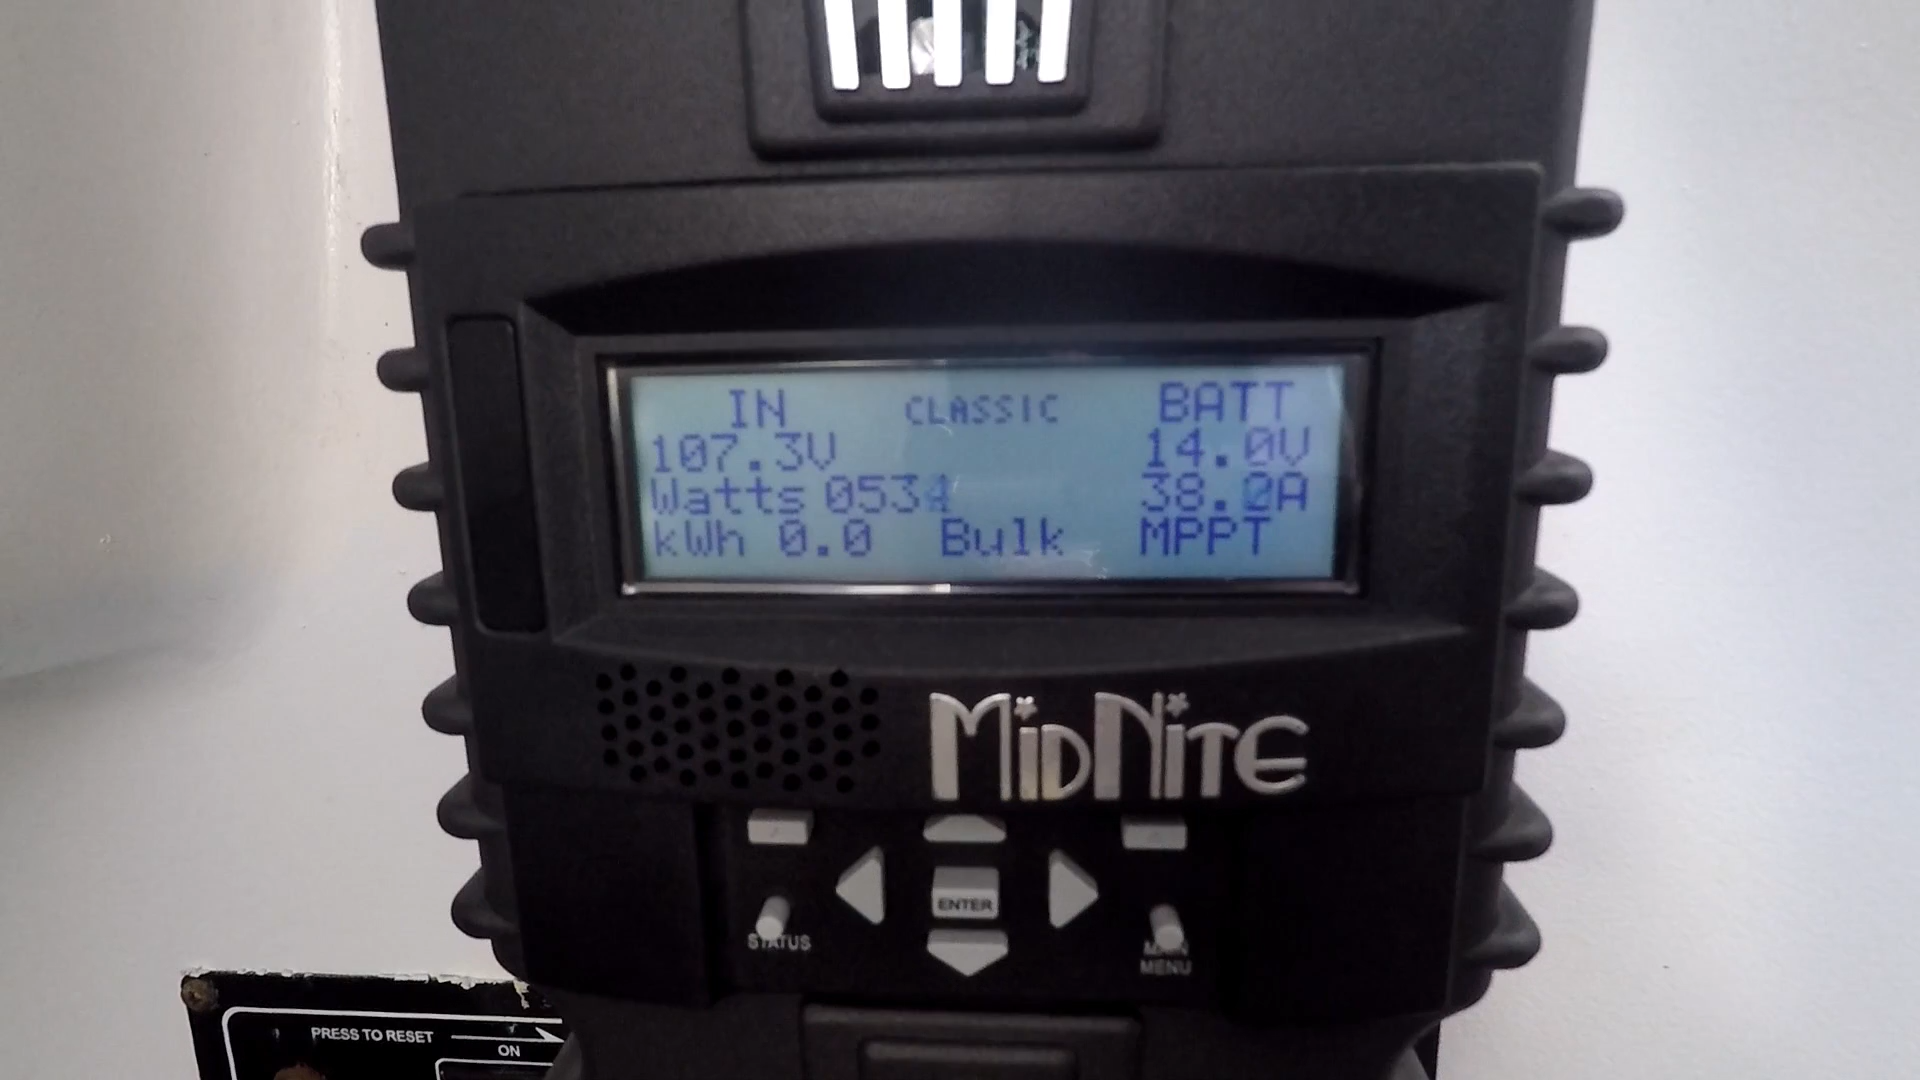 IN CLASSIC BATT
107.3V 14.0V
Watts 38.0A
kWh 0.0 Bulk MPPT
MIDNITE
ENTER
STATUS
MAIN
MENU
PRESS TO RESET
ON